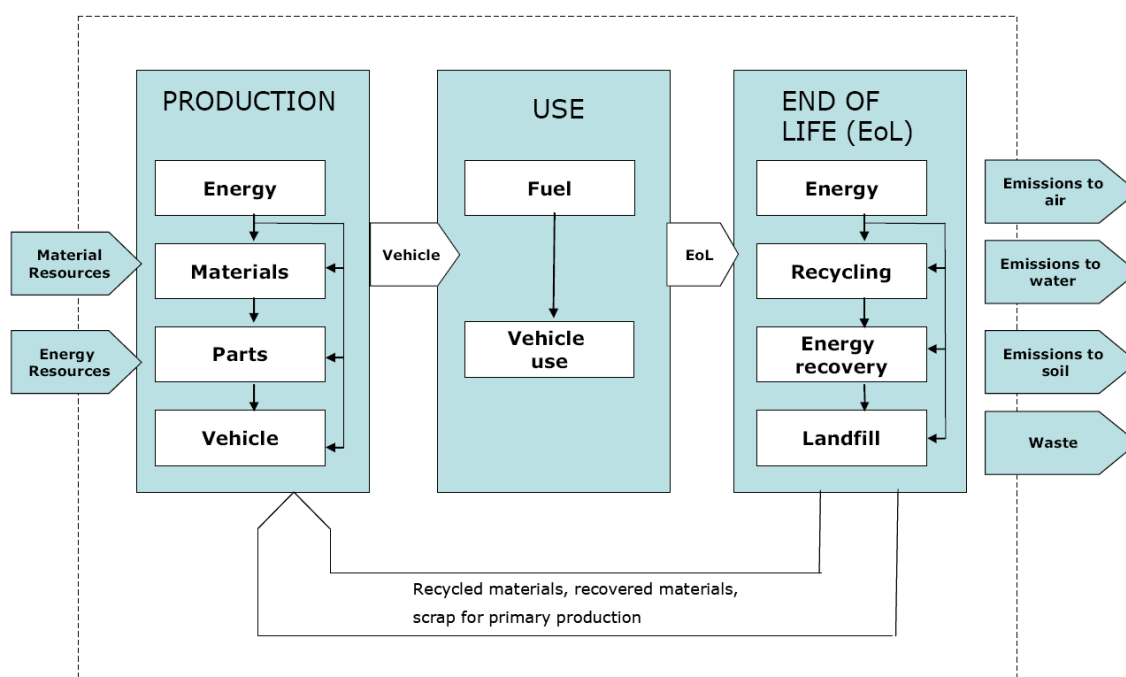 PRODUCTION
Energy
Materials
Parts
Vehicle
Material
Resources
Energy
Resources
Vehicle
USE
Fuel
Vehicle
use
EoL
END OF
LIFE (EoL)
Energy
Recycling
Energy
recovery
Landfill
Emissions to
air
Emissions to
water
Emissions to
soil
Waste
Recycled materials, recovered materials,
scrap for primary production